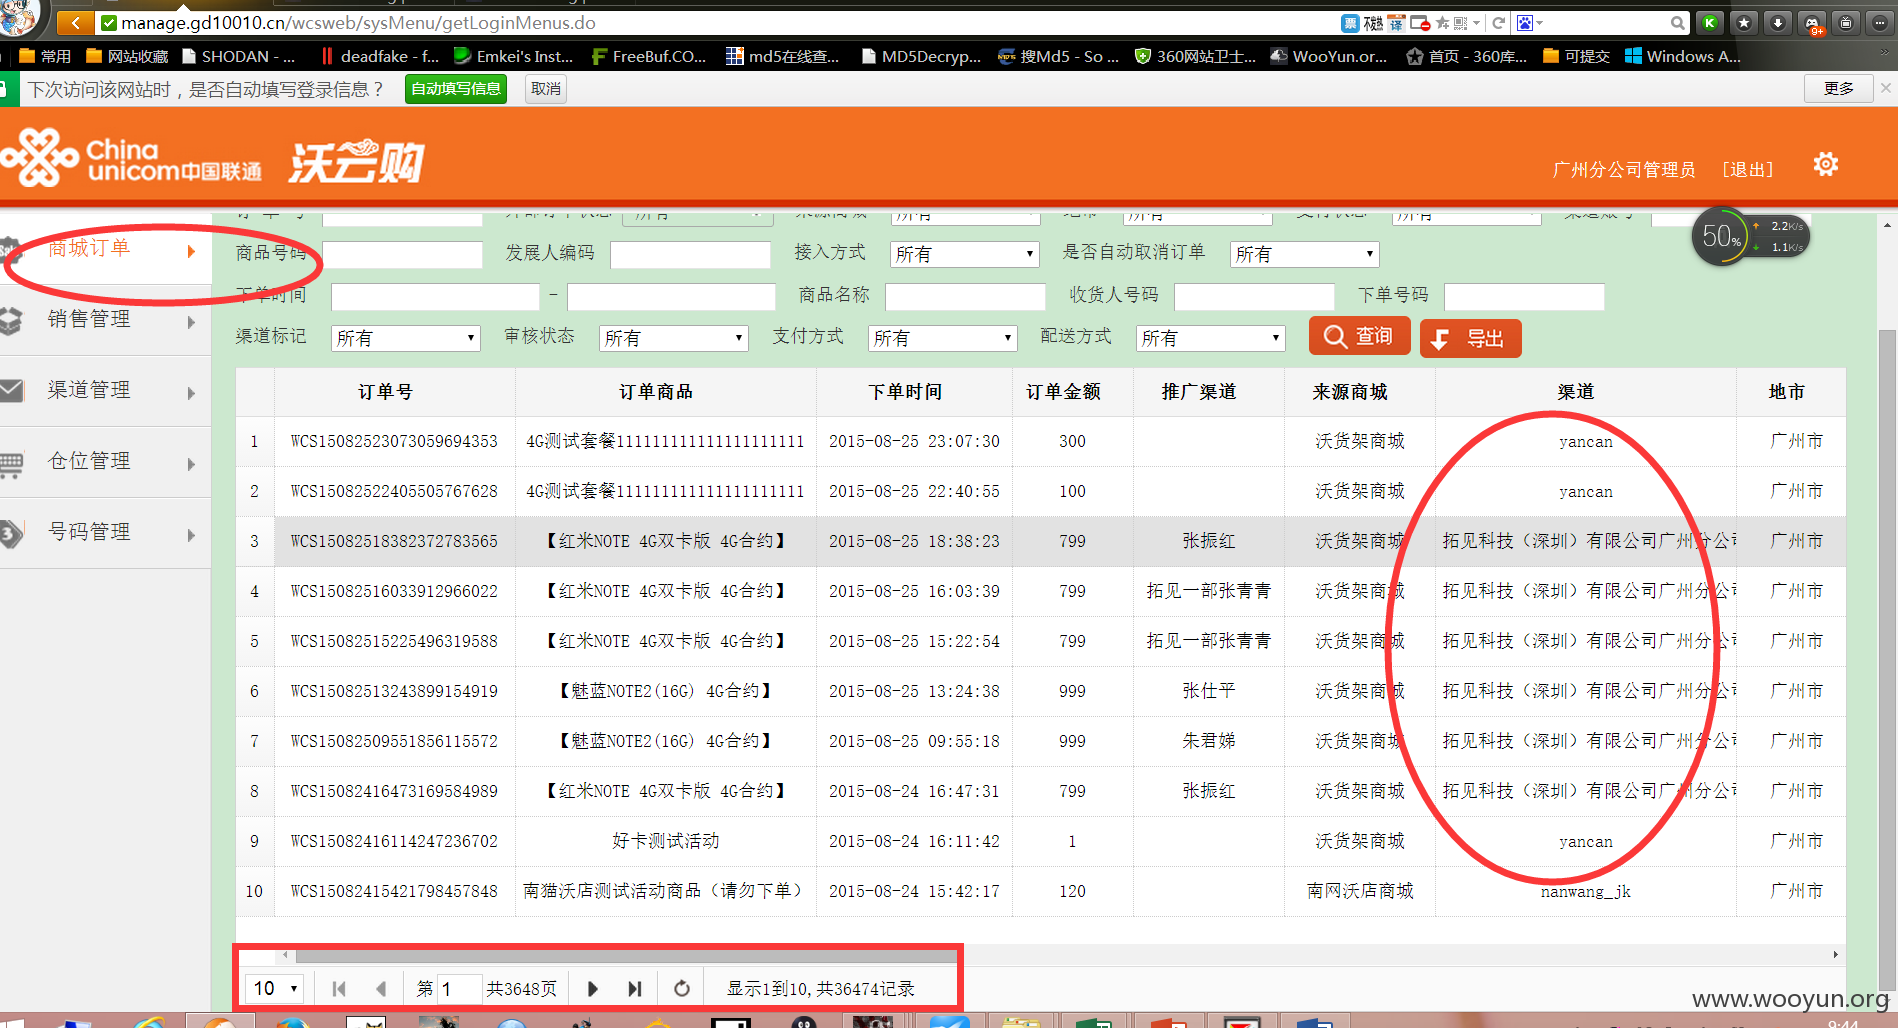 manage.gd10010.cn/wcsweb/sysMenu/getLoginMenus.do
常用 网站收藏 SHODAN - ... deadfake - f... Emkei's Inst... FreeBuf.CO... md5在线查... MD5Decryp... 搜Md5 - So ... 360网站卫士... WooYun.or... 首页 - 360库... 可提交 Windows A...
下次访问该网站时，是否自动填写登录信息？ 自动填写信息 取消 更多
China unicom中国联通 沃云购 广州分公司管理员 [退出]
商城订单
销售管理
渠道管理
仓位管理
号码管理
50% 2.2K/s
1.1K/s
商品号码 发展人编码 接入方式 所有 是否自动取消订单 所有
下单时间 - 商品名称 收货人号码 下单号码
渠道标记 所有 审核状态 所有 支付方式 所有 配送方式 所有 查询 导出
订单号 订单商品 下单时间 订单金额 推广渠道 来源商城 渠道 地市
1 WCS15082523073059694353 4G测试套餐111111111111111111111 2015-08-25 23:07:30 300 沃货架商城 yancan 广州市
2 WCS15082522405505767628 4G测试套餐111111111111111111111 2015-08-25 22:40:55 100 沃货架商城 yancan 广州市
3 WCS15082518382372783565 【红米NOTE 4G双卡版 4G合约】 2015-08-25 18:38:23 799 张振红 沃货架商城 拓见科技（深圳）有限公司广州分公司 广州市
4 WCS15082516033912966022 【红米NOTE 4G双卡版 4G合约】 2015-08-25 16:03:39 799 拓见一部张青青 沃货架商城 拓见科技（深圳）有限公司广州分公司 广州市
5 WCS15082515225496319588 【红米NOTE 4G双卡版 4G合约】 2015-08-25 15:22:54 799 拓见一部张青青 沃货架商城 拓见科技（深圳）有限公司广州分公司 广州市
6 WCS15082513243899154919 【魅蓝NOTE2(16G) 4G合约】 2015-08-25 13:24:38 999 张仕平 沃货架商城 拓见科技（深圳）有限公司广州分公司 广州市
7 WCS15082509551856115572 【魅蓝NOTE2(16G) 4G合约】 2015-08-25 09:55:18 999 朱君娣 沃货架商城 拓见科技（深圳）有限公司广州分公司 广州市
8 WCS15082416473169584989 【红米NOTE 4G双卡版 4G合约】 2015-08-24 16:47:31 799 张振红 沃货架商城 拓见科技（深圳）有限公司广州分公司 广州市
9 WCS15082416114247236702 好卡测试活动 2015-08-24 16:11:42 1 沃货架商城 yancan 广州市
10 WCS15082415421798457848 南猫沃店测试活动商品（请勿下单） 2015-08-24 15:42:17 120 南网沃店商城 nanwang_jk 广州市
10 第 1 共3648页 显示1到10,共36474记录
www.wooyun.org
9:44